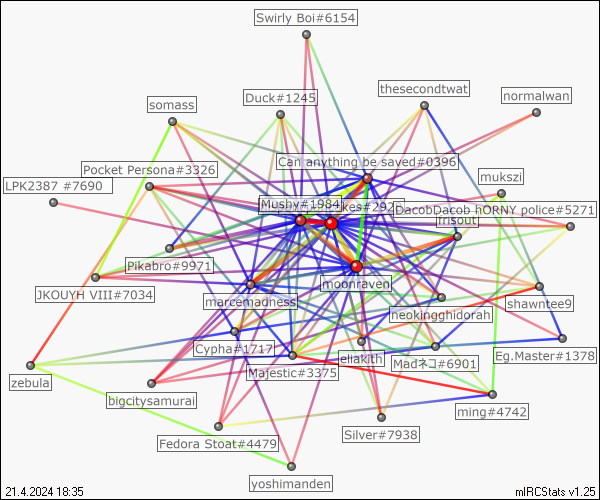 Swirly Boi#6154
thesecondtwat
normalwan
Duck#1245
somass
Can anything be saved#0396
Pocket Persona#3326
mukszi
LPK2387 #7690
Mushy#1984
DacobDacob hORNY police#5271
frisout
Pikabro#9971
moonraven
JKOUYH VIII#7034
marcemadness
shawntee9
neokingghidorah
Cypha#1717
eliakith
Madネコ#6901
Eg.Master#1378
Majestic#3375
zebula
bigcitysamurai
ming#4742
Silver#7938
Fedora Stoat#4479
yoshimanden
21.4.2024 18:35
mIRCStats v1.25